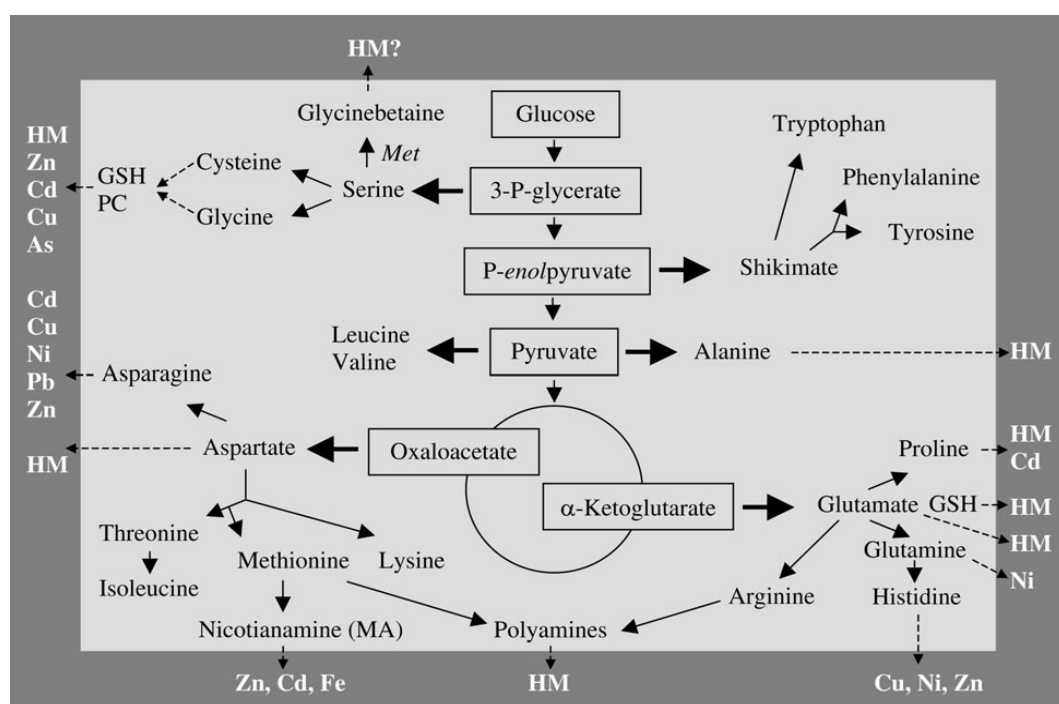 HM?
Glycinebetaine
Glucose
Tryptophan
HM
Zn
Cd
Cu
As
GSH
PC
Cysteine
Met
Serine
3-P-glycerate
Phenylalanine
Glycine
Tyrosine
P-enolpyruvate
Shikimate
Cd
Cu
Ni
Pb
Zn
Leucine
Valine
Pyruvate
Alanine
HM
Asparagine
Aspartate
Oxaloacetate
Proline
HM
Cd
HM
α-Ketoglutarate
Glutamate
GSH
HM
Threonine
Methionine
Lysine
Glutamine
HM
Ni
Isoleucine
Arginine
Histidine
Nicotianamine (MA)
Polyamines
Zn, Cd, Fe
HM
Cu, Ni, Zn